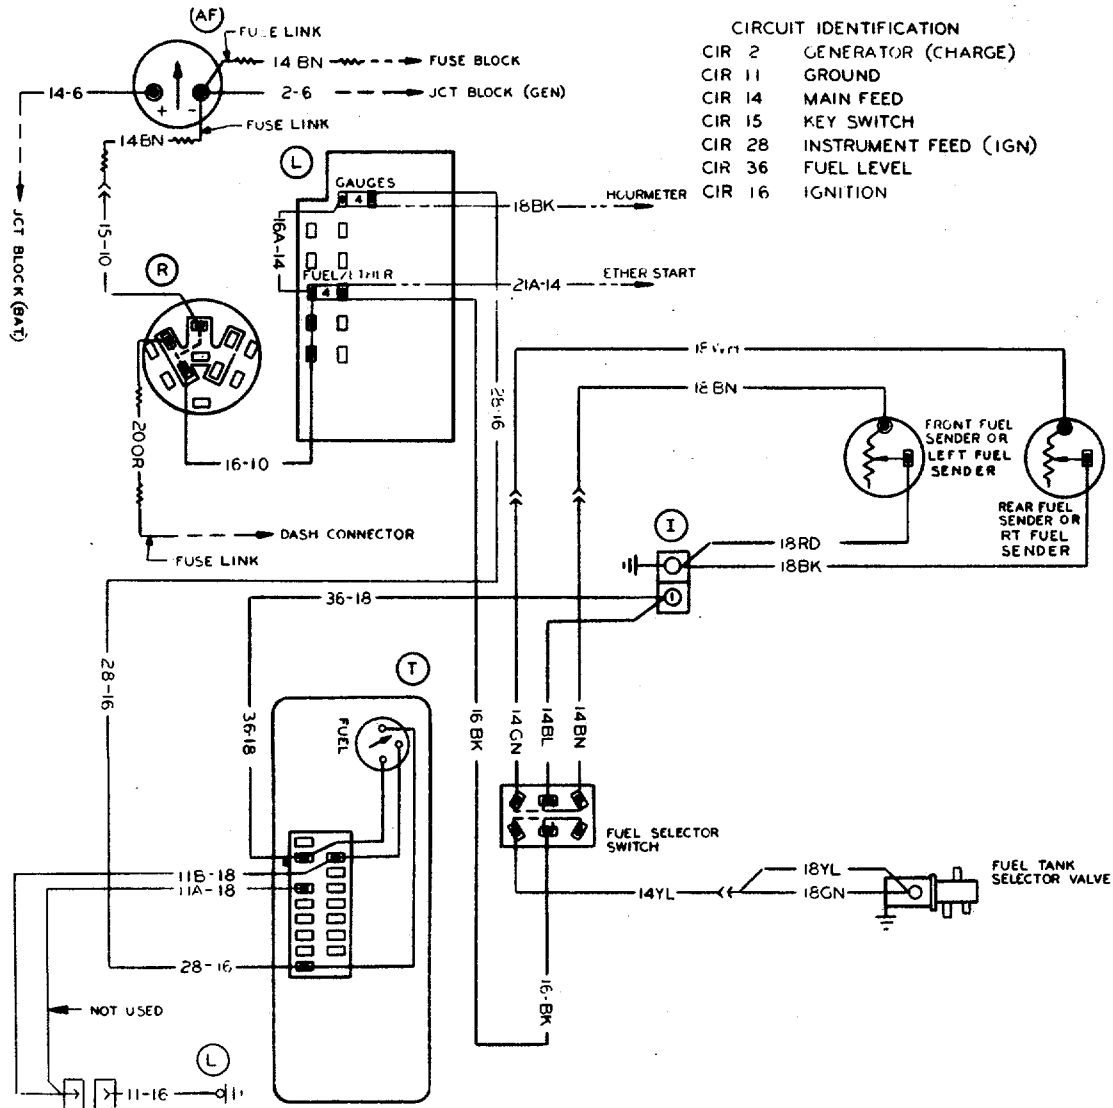 (AF)
FUSE LINK
14 BN
FUSE BLOCK
14-6
+
-
2-6
JCT BLOCK (GEN)
FUSE LINK
14BN
CIRCUIT IDENTIFICATION
CIR 2 GENERATOR (CHARGE)
CIR 11 GROUND
CIR 14 MAIN FEED
CIR 15 KEY SWITCH
CIR 28 INSTRUMENT FEED (IGN)
CIR 36 FUEL LEVEL
CIR 16 IGNITION
L
GAUGES
4
18BK
HOURMETER
16A-14
JCT BLOCK (BAT)
15-10
R
FUEL/ETHER
4
21A-14
ETHER START
18WH
18BN
28-16
200R
16-10
FRONT FUEL
SENDER OR
LEFT FUEL
SENDER
REAR FUEL
SENDER OR
RT FUEL
SENDER
DASH CONNECTOR
FUSE LINK
I
18RD
18BK
36-18
T
28-16
36-18
FUEL
16BK
14GN
14BL
14BN
FUEL SELECTOR
SWITCH
11B-18
11A-18
18YL
14YL
18GN
FUEL TANK
SELECTOR VALVE
28-16
16-BK
NOT USED
L
11-16